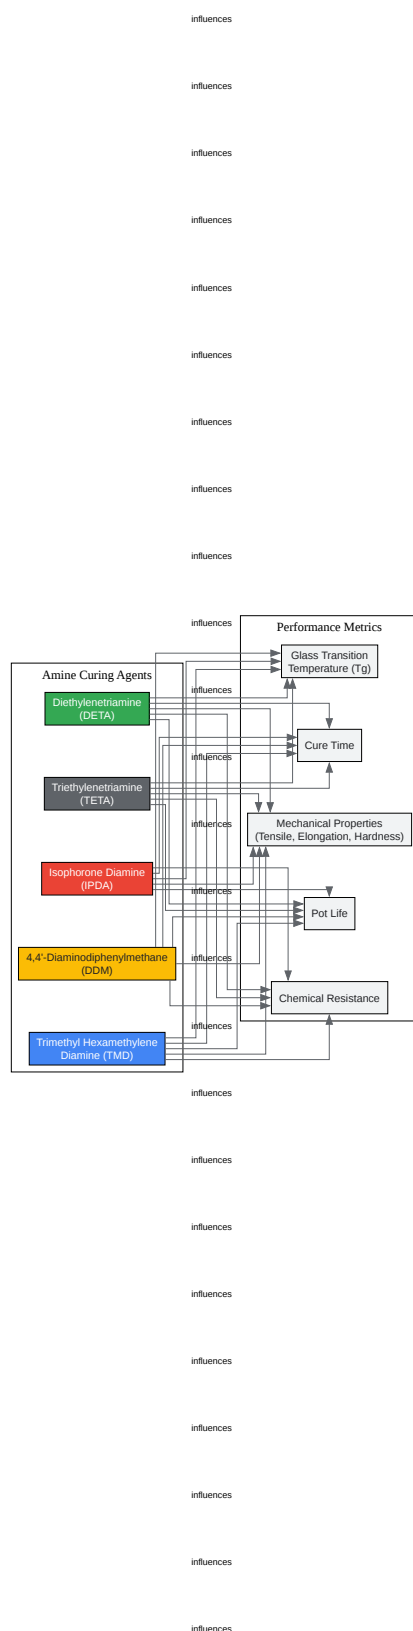 influences
influences
influences
influences
influences
influences
influences
influences
influences
influences
Performance Metrics
Glass Transition
Temperature (Tg)
Amine Curing Agents
influences
Diethylenetriamine
(DETA)
Cure Time
influences
Triethylenetriamine
(TETA)
influences
Mechanical Properties
(Tensile, Elongation, Hardness)
Isophorone Diamine
(IPDA)
influences
Pot Life
4,4'-Diaminodiphenylmethane
(DDM)
influences
Chemical Resistance
influences
Trimethyl Hexamethylene
Diamine (TMD)
influences
influences
influences
influences
influences
influences
influences
influences
influences